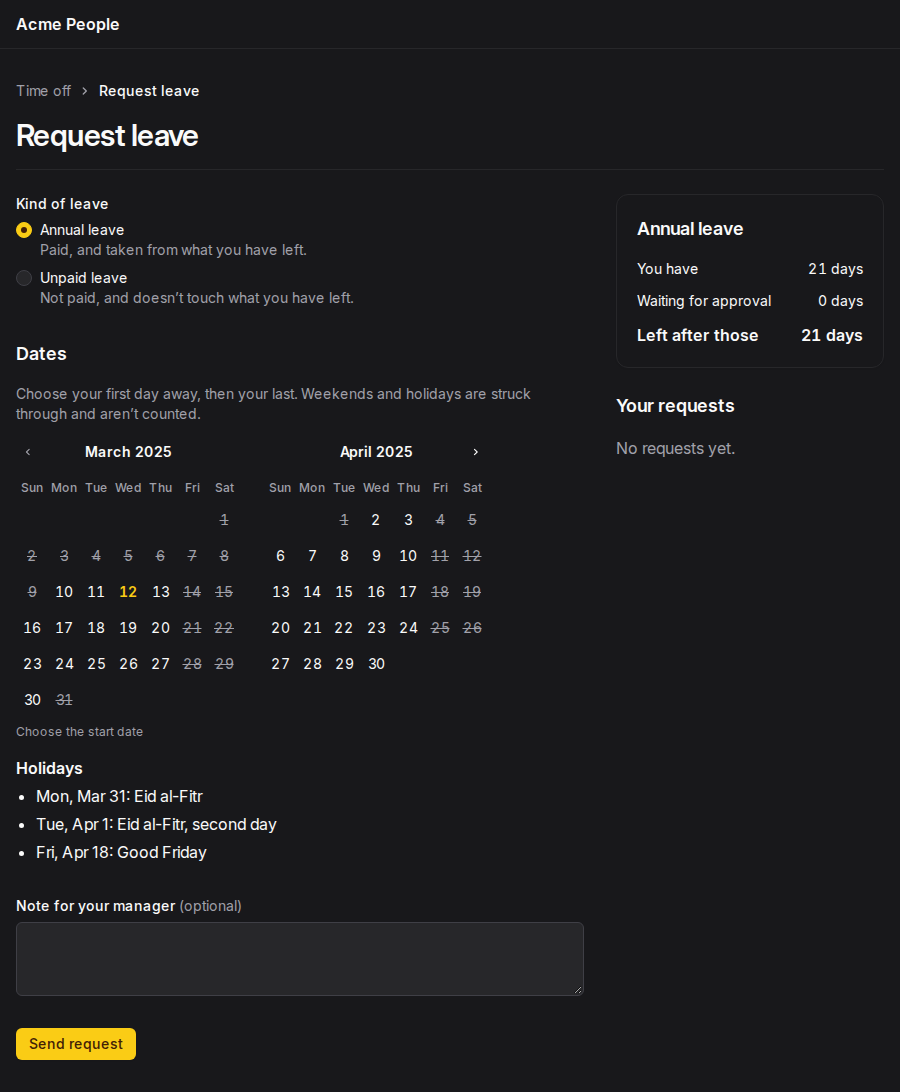 Acme People
Time off › Request leave
Request leave
Kind of leave
Annual leave
Paid, and taken from what you have left.
Unpaid leave
Not paid, and doesn’t touch what you have left.
Dates
Choose your first day away, then your last. Weekends and holidays are struck
through and aren’t counted.
March 2025
Sun Mon Tue Wed Thu Fri Sat
1
2 3 4 5 6 7 8
9 10 11 12 13 14 15
16 17 18 19 20 21 22
23 24 25 26 27 28 29
30 31
April 2025
Sun Mon Tue Wed Thu Fri Sat
1 2 3 4 5
6 7 8 9 10 11 12
13 14 15 16 17 18 19
20 21 22 23 24 25 26
27 28 29 30
Choose the start date
Holidays
• Mon, Mar 31: Eid al-Fitr
• Tue, Apr 1: Eid al-Fitr, second day
• Fri, Apr 18: Good Friday
Note for your manager (optional)
Send request
Annual leave
You have 21 days
Waiting for approval 0 days
Left after those 21 days
Your requests
No requests yet.